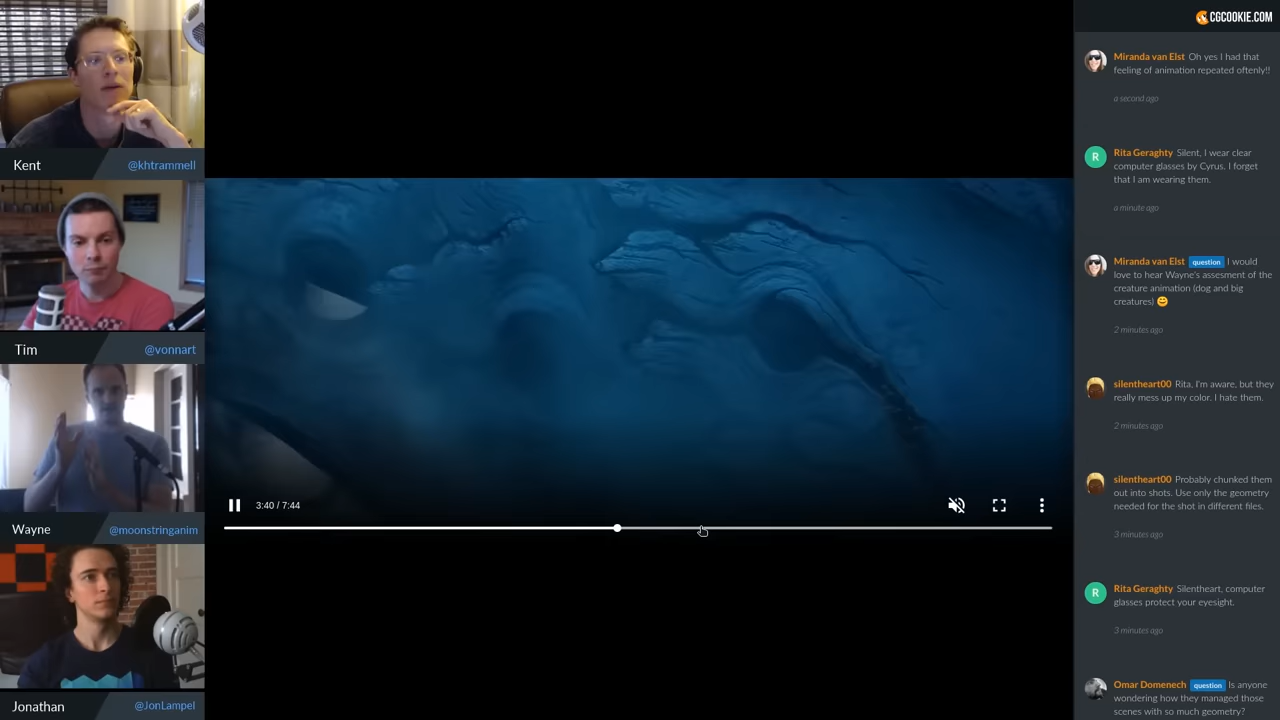 Kent
@khtrammell
Tim
@vonnart
Wayne
@moonstringanim
Jonathan
@JonLampel
3:40 / 7:44
CGCOOKIE.COM
Miranda van Elst Oh yes I had that
feeling of animation repeated oftenly!!
a second ago
R
Rita Geraghty Silent, I wear clear
computer glasses by Cyrus. I forget
that I am wearing them.
a minute ago
Miranda van Elst question I would
love to hear Wayne's assesment of the
creature animation (dog and big
creatures) 😊
2 minutes ago
silentheart00 Rita, I'm aware, but they
really mess up my color. I hate them.
2 minutes ago
silentheart00 Probably chunked them
out into shots. Use only the geometry
needed for the shot in different files.
3 minutes ago
R
Rita Geraghty Silentheart, computer
glasses protect your eyesight.
3 minutes ago
Omar Domenech question Is anyone
wondering how they managed those
scenes with so much geometry?